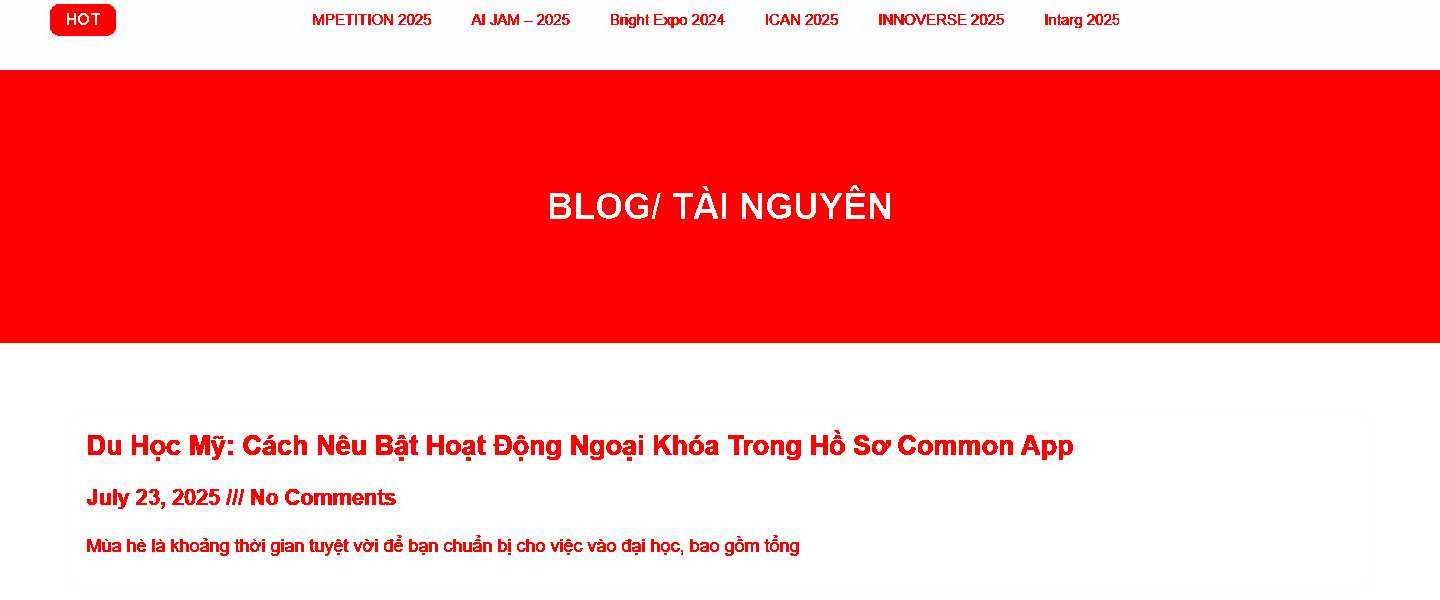 HOT
MPETITION 2025 AI JAM – 2025 Bright Expo 2024 ICAN 2025 INNOVERSE 2025 Intarg 2025
BLOG/ TÀI NGUYÊN
Du Học Mỹ: Cách Nêu Bật Hoạt Động Ngoại Khóa Trong Hồ Sơ Common App
July 23, 2025 /// No Comments
Mùa hè là khoảng thời gian tuyệt vời để bạn chuẩn bị cho việc vào đại học, bao gồm tổng